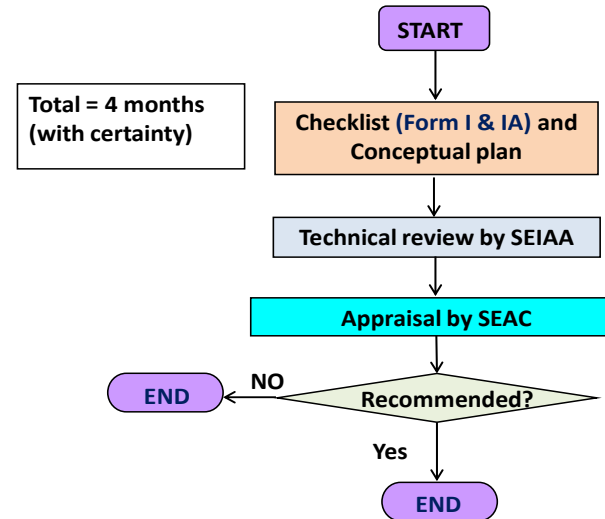 START
Total = 4 months
(with certainty)
Checklist (Form I & IA) and
Conceptual plan
Technical review by SEIAA
Appraisal by SEAC
NO
END
Recommended?
Yes
END